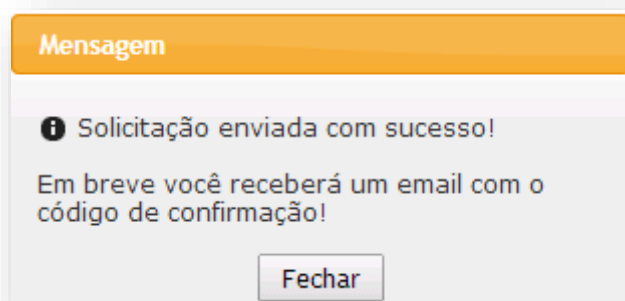 Mensagem
Solicitação enviada com sucesso!
Em breve você receberá um email com o
código de confirmação!
Fechar